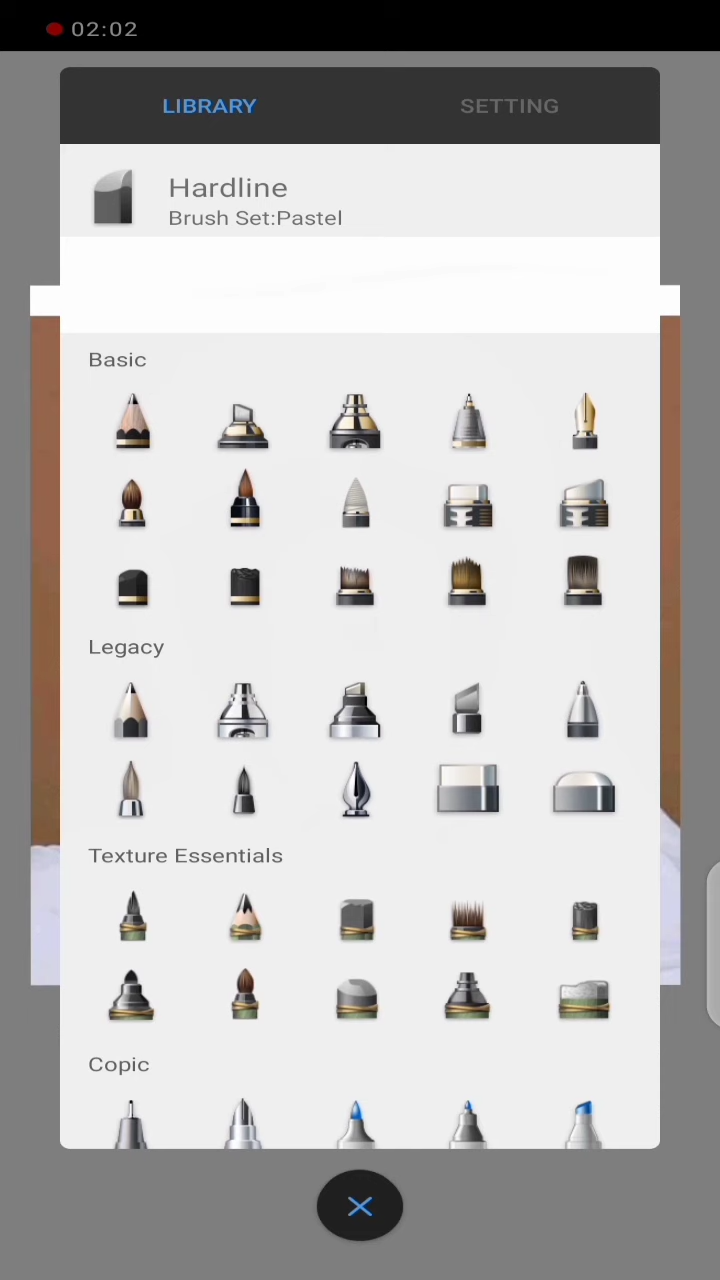 02:02
LIBRARY SETTING
Hardline
Brush Set:Pastel
Basic
Legacy
Texture Essentials
Copic